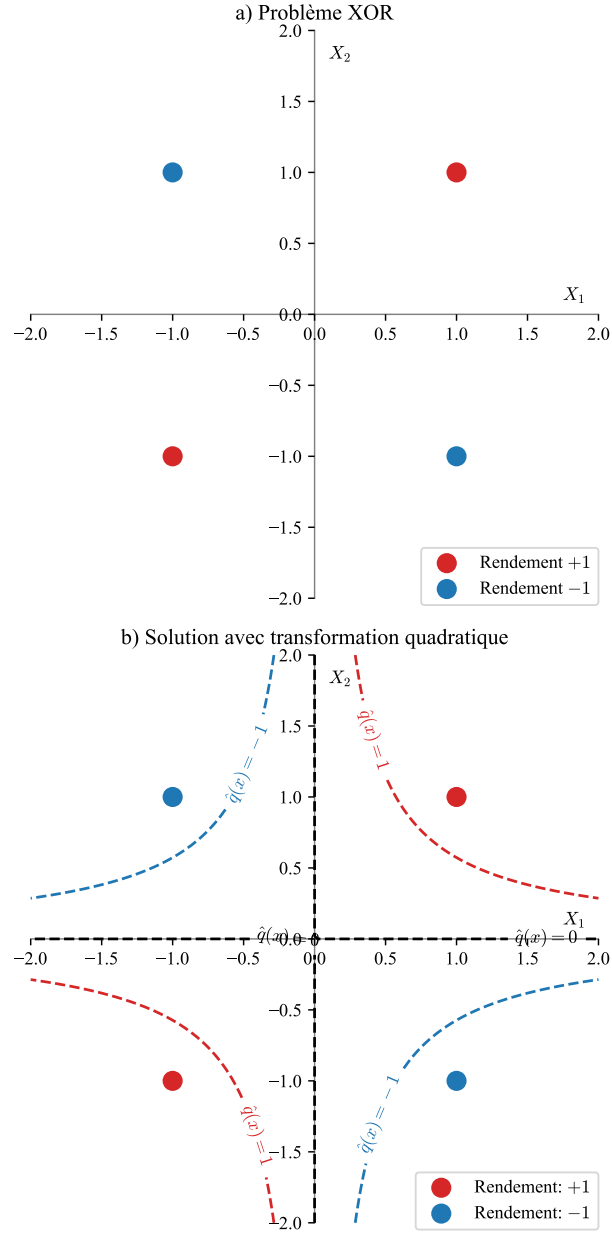 a) Problème XOR
2.0
X₂
1.5
1.0
0.5
X₁
0.0
−2.0 −1.5 −1.0 −0.5 0.0 0.5 1.0 1.5 2.0
−0.5
−1.0
−1.5
−2.0
Rendement +1
Rendement −1
b) Solution avec transformation quadratique
2.0
X₂
1.5
q̂(x) = −1
q̂(x) = 1
1.0
0.5
X₁
q̂(x) = 0.0
q̂(x) = 0
−2.0 −1.5 −1.0 −0.5 0.0 0.5 1.0 1.5 2.0
−0.5
−1.0
q̂(x) = 1
q̂(x) = −1
−1.5
−2.0
Rendement: +1
Rendement: −1